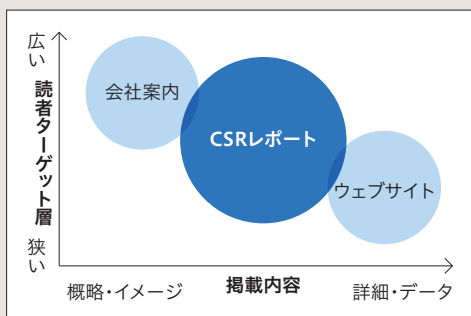 広い
読者ターゲット層
狭い
会社案内
CSRレポート
ウェブサイト
概略・イメージ
掲載内容
詳細・データ